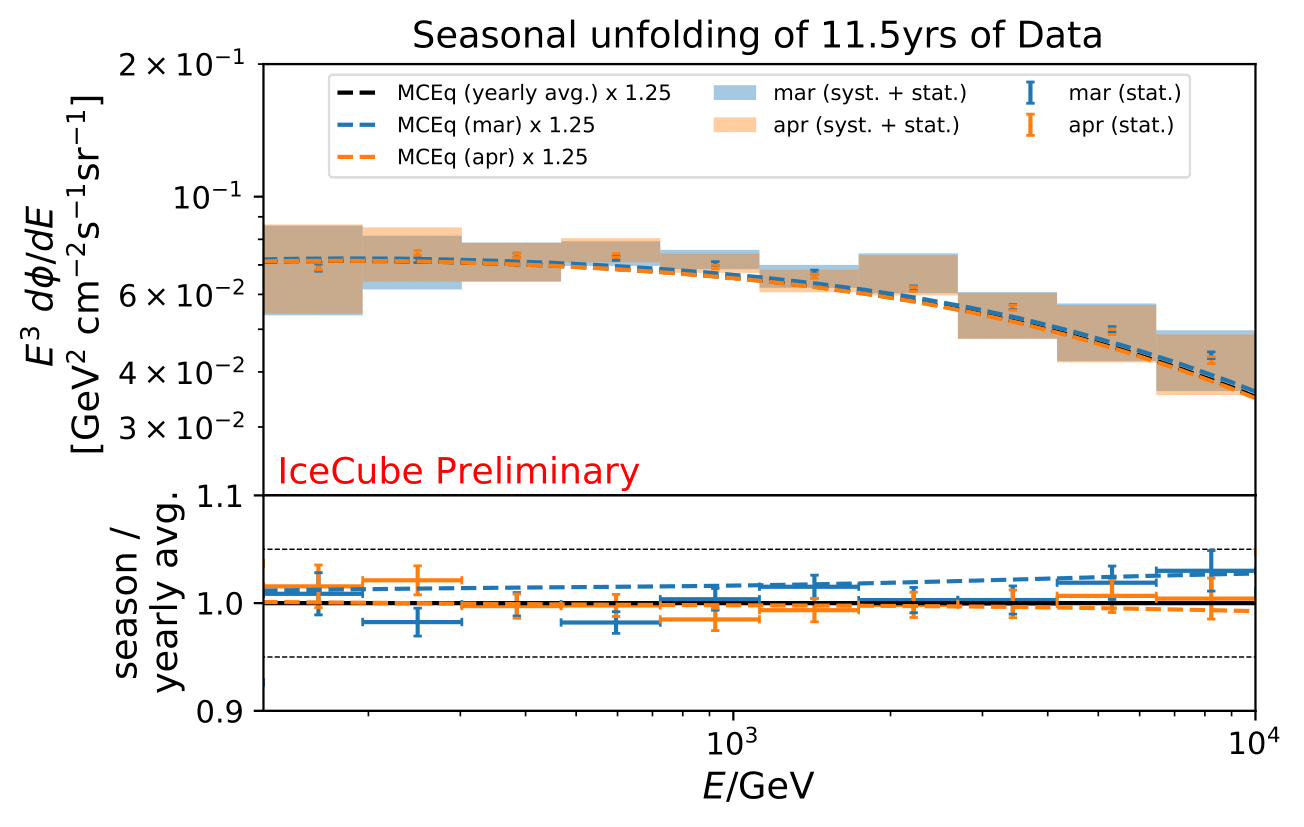 Seasonal unfolding of 11.5yrs of Data
2 × 10⁻¹
10⁻¹
6 × 10⁻²
4 × 10⁻²
3 × 10⁻²
E³ dϕ/dE
[GeV² cm⁻²s⁻¹sr⁻¹]
MCEq (yearly avg.) x 1.25
MCEq (mar) x 1.25
MCEq (apr) x 1.25
mar (syst. + stat.)
apr (syst. + stat.)
mar (stat.)
apr (stat.)
IceCube Preliminary
1.1
1.0
0.9
season /
yearly avg.
10³
10⁴
E/GeV